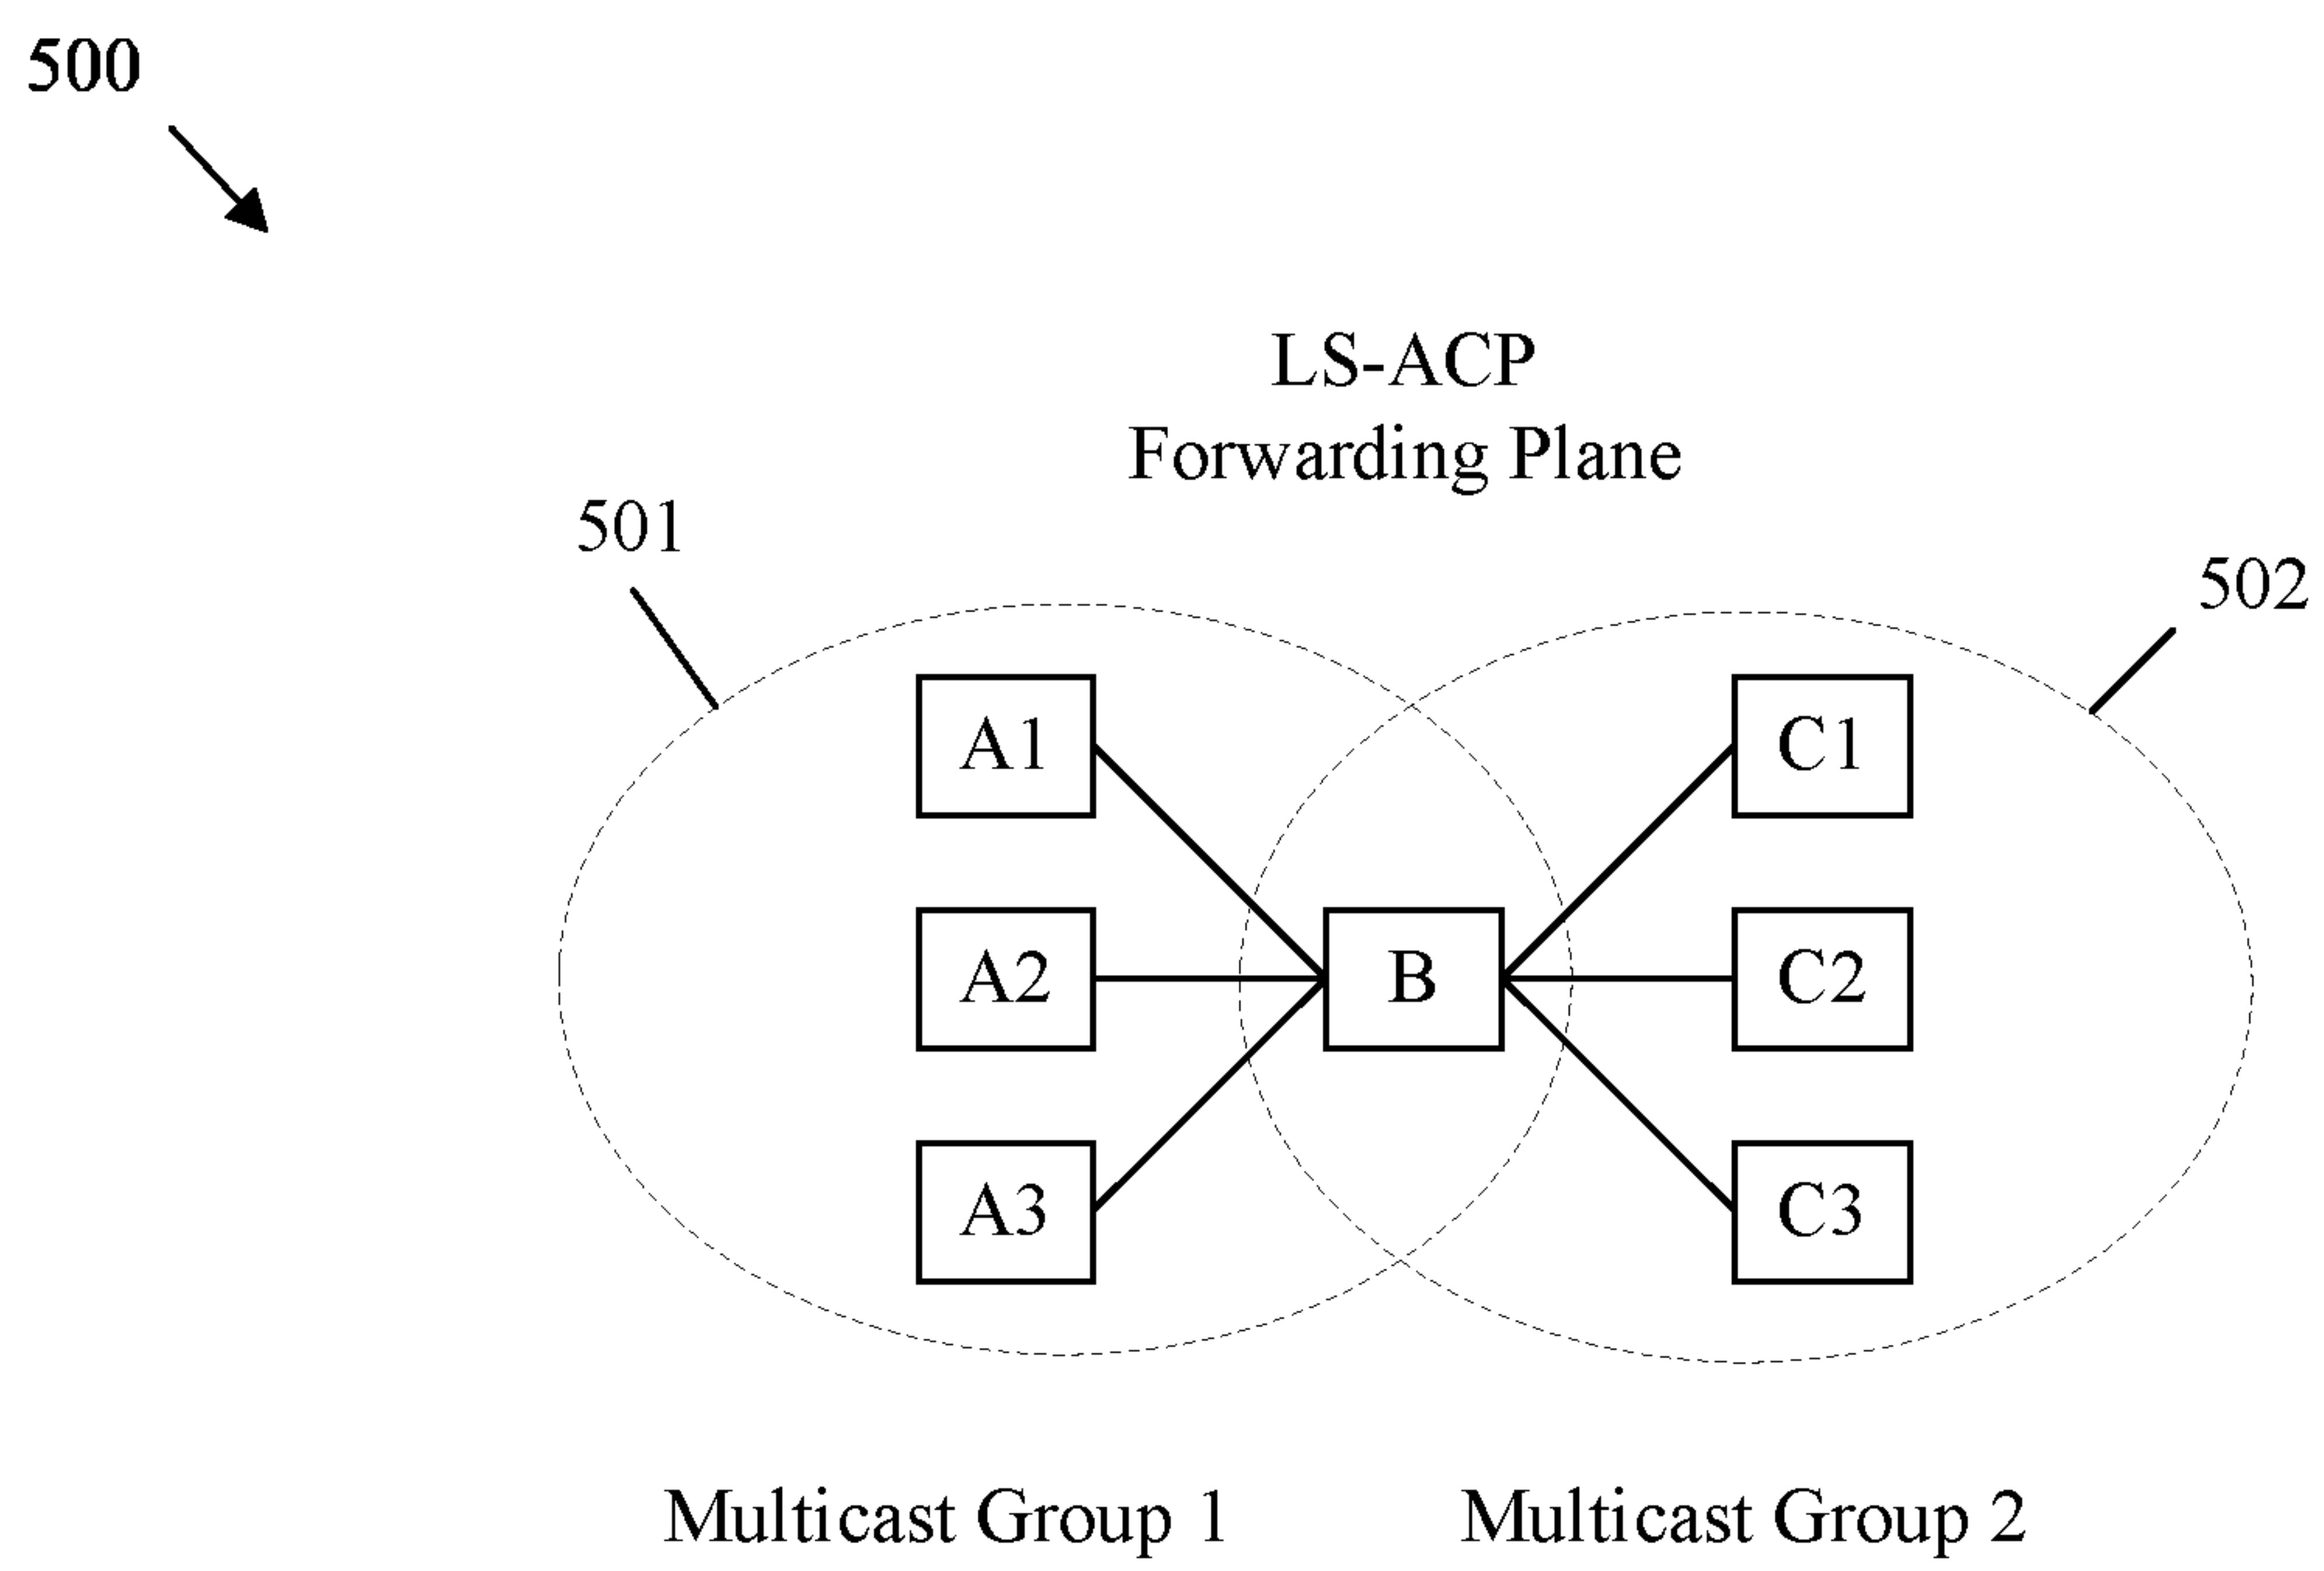 500
LS-ACP
Forwarding Plane
501
502
A1
C1
A2
B
C2
A3
C3
Multicast Group 1
Multicast Group 2